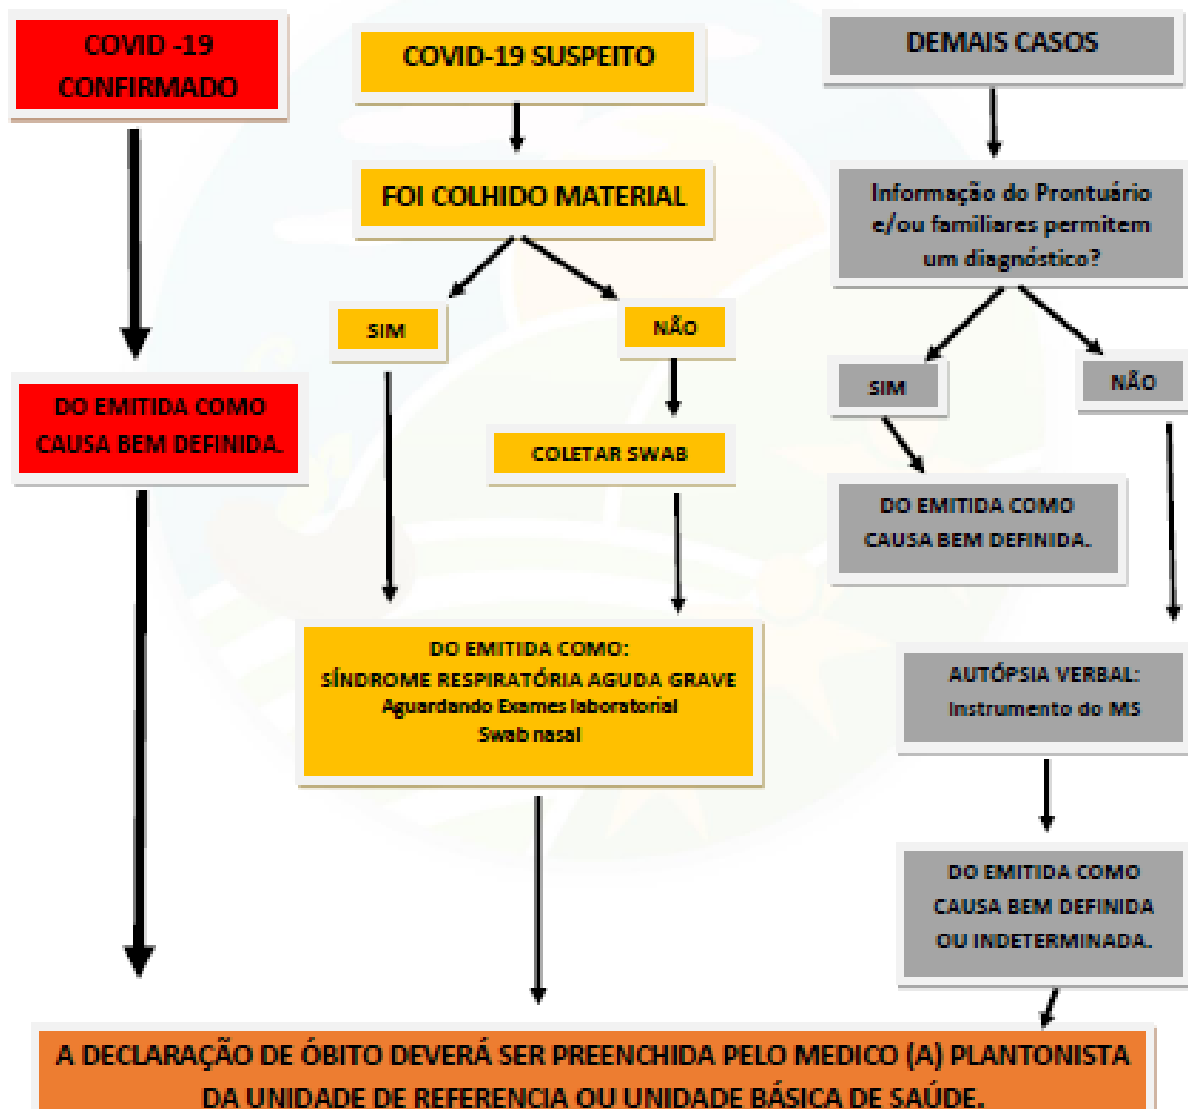 COVID -19
CONFIRMADO
DO EMITIDA COMO
CAUSA BEM DEFINIDA.
COVID-19 SUSPEITO
FOI COLHIDO MATERIAL
SIM
NÃO
COLETAR SWAB
DO EMITIDA COMO:
SÍNDROME RESPIRATÓRIA AGUDA GRAVE
Aguardando Exames laboratorial
Swab nasal
DEMAIS CASOS
Informação do Prontuário
e/ou familiares permitem
um diagnóstico?
SIM
NÃO
DO EMITIDA COMO
CAUSA BEM DEFINIDA.
AUTÓPSIA VERBAL:
Instrumento do MS
DO EMITIDA COMO
CAUSA BEM DEFINIDA
OU INDETERMINADA.
A DECLARAÇÃO DE ÓBITO DEVERÁ SER PREENCHIDA PELO MEDICO (A) PLANTONISTA
DA UNIDADE DE REFERENCIA OU UNIDADE BÁSICA DE SAÚDE.